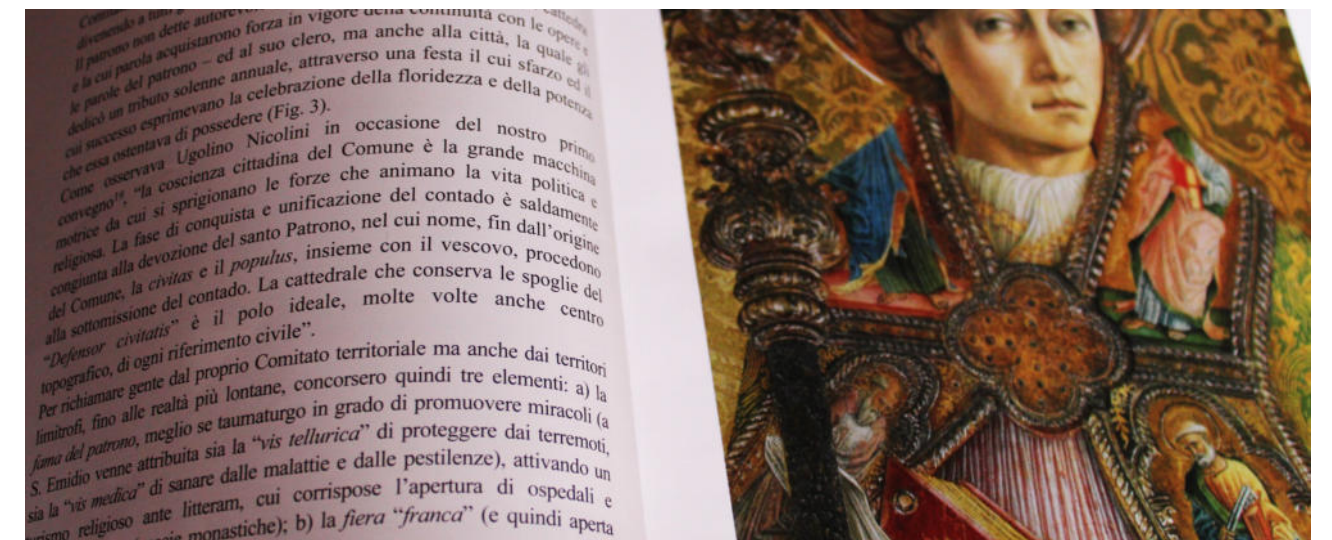 divenendo a tutti
Il patrono non dette autorevol
e la cui parola acquistarono forza in vigore della continuità con le opere e
le parole del patrono – ed al suo clero, ma anche alla città, la quale gli
dedicò un tributo solenne annuale, attraverso una festa il cui sfarzo ed il
cui successo esprimevano la celebrazione della floridezza e della potenza
che essa ostentava di possedere (Fig. 3).
Come osservava Ugolino Nicolini in occasione del nostro primo
convegno, "la coscienza cittadina del Comune è la grande macchina
motrice da cui si sprigionano le forze che animano la vita politica e
religiosa. La fase di conquista e unificazione del contado è saldamente
congiunta alla devozione del santo Patrono, nel cui nome, fin dall'origine
del Comune, la civitas e il populus, insieme con il vescovo, procedono
alla sottomissione del contado. La cattedrale che conserva le spoglie del
"Defensor civitatis" è il polo ideale, molte volte anche centro
topografico, di ogni riferimento civile".
Per richiamare gente dal proprio Comitato territoriale ma anche dai territori
limitrofi, fino alle realtà più lontane, concorsero quindi tre elementi: a) la
fama del patrono, meglio se taumaturgo in grado di promuovere miracoli (a
S. Emidio venne attribuita sia la "vis tellurica" di proteggere dai terremoti,
sia la "vis medica" di sanare dalle malattie e dalle pestilenze), attivando un
religioso ante litteram, cui corrispose l'apertura di ospedali e
monastiche); b) la fiera "franca" (e quindi aperta